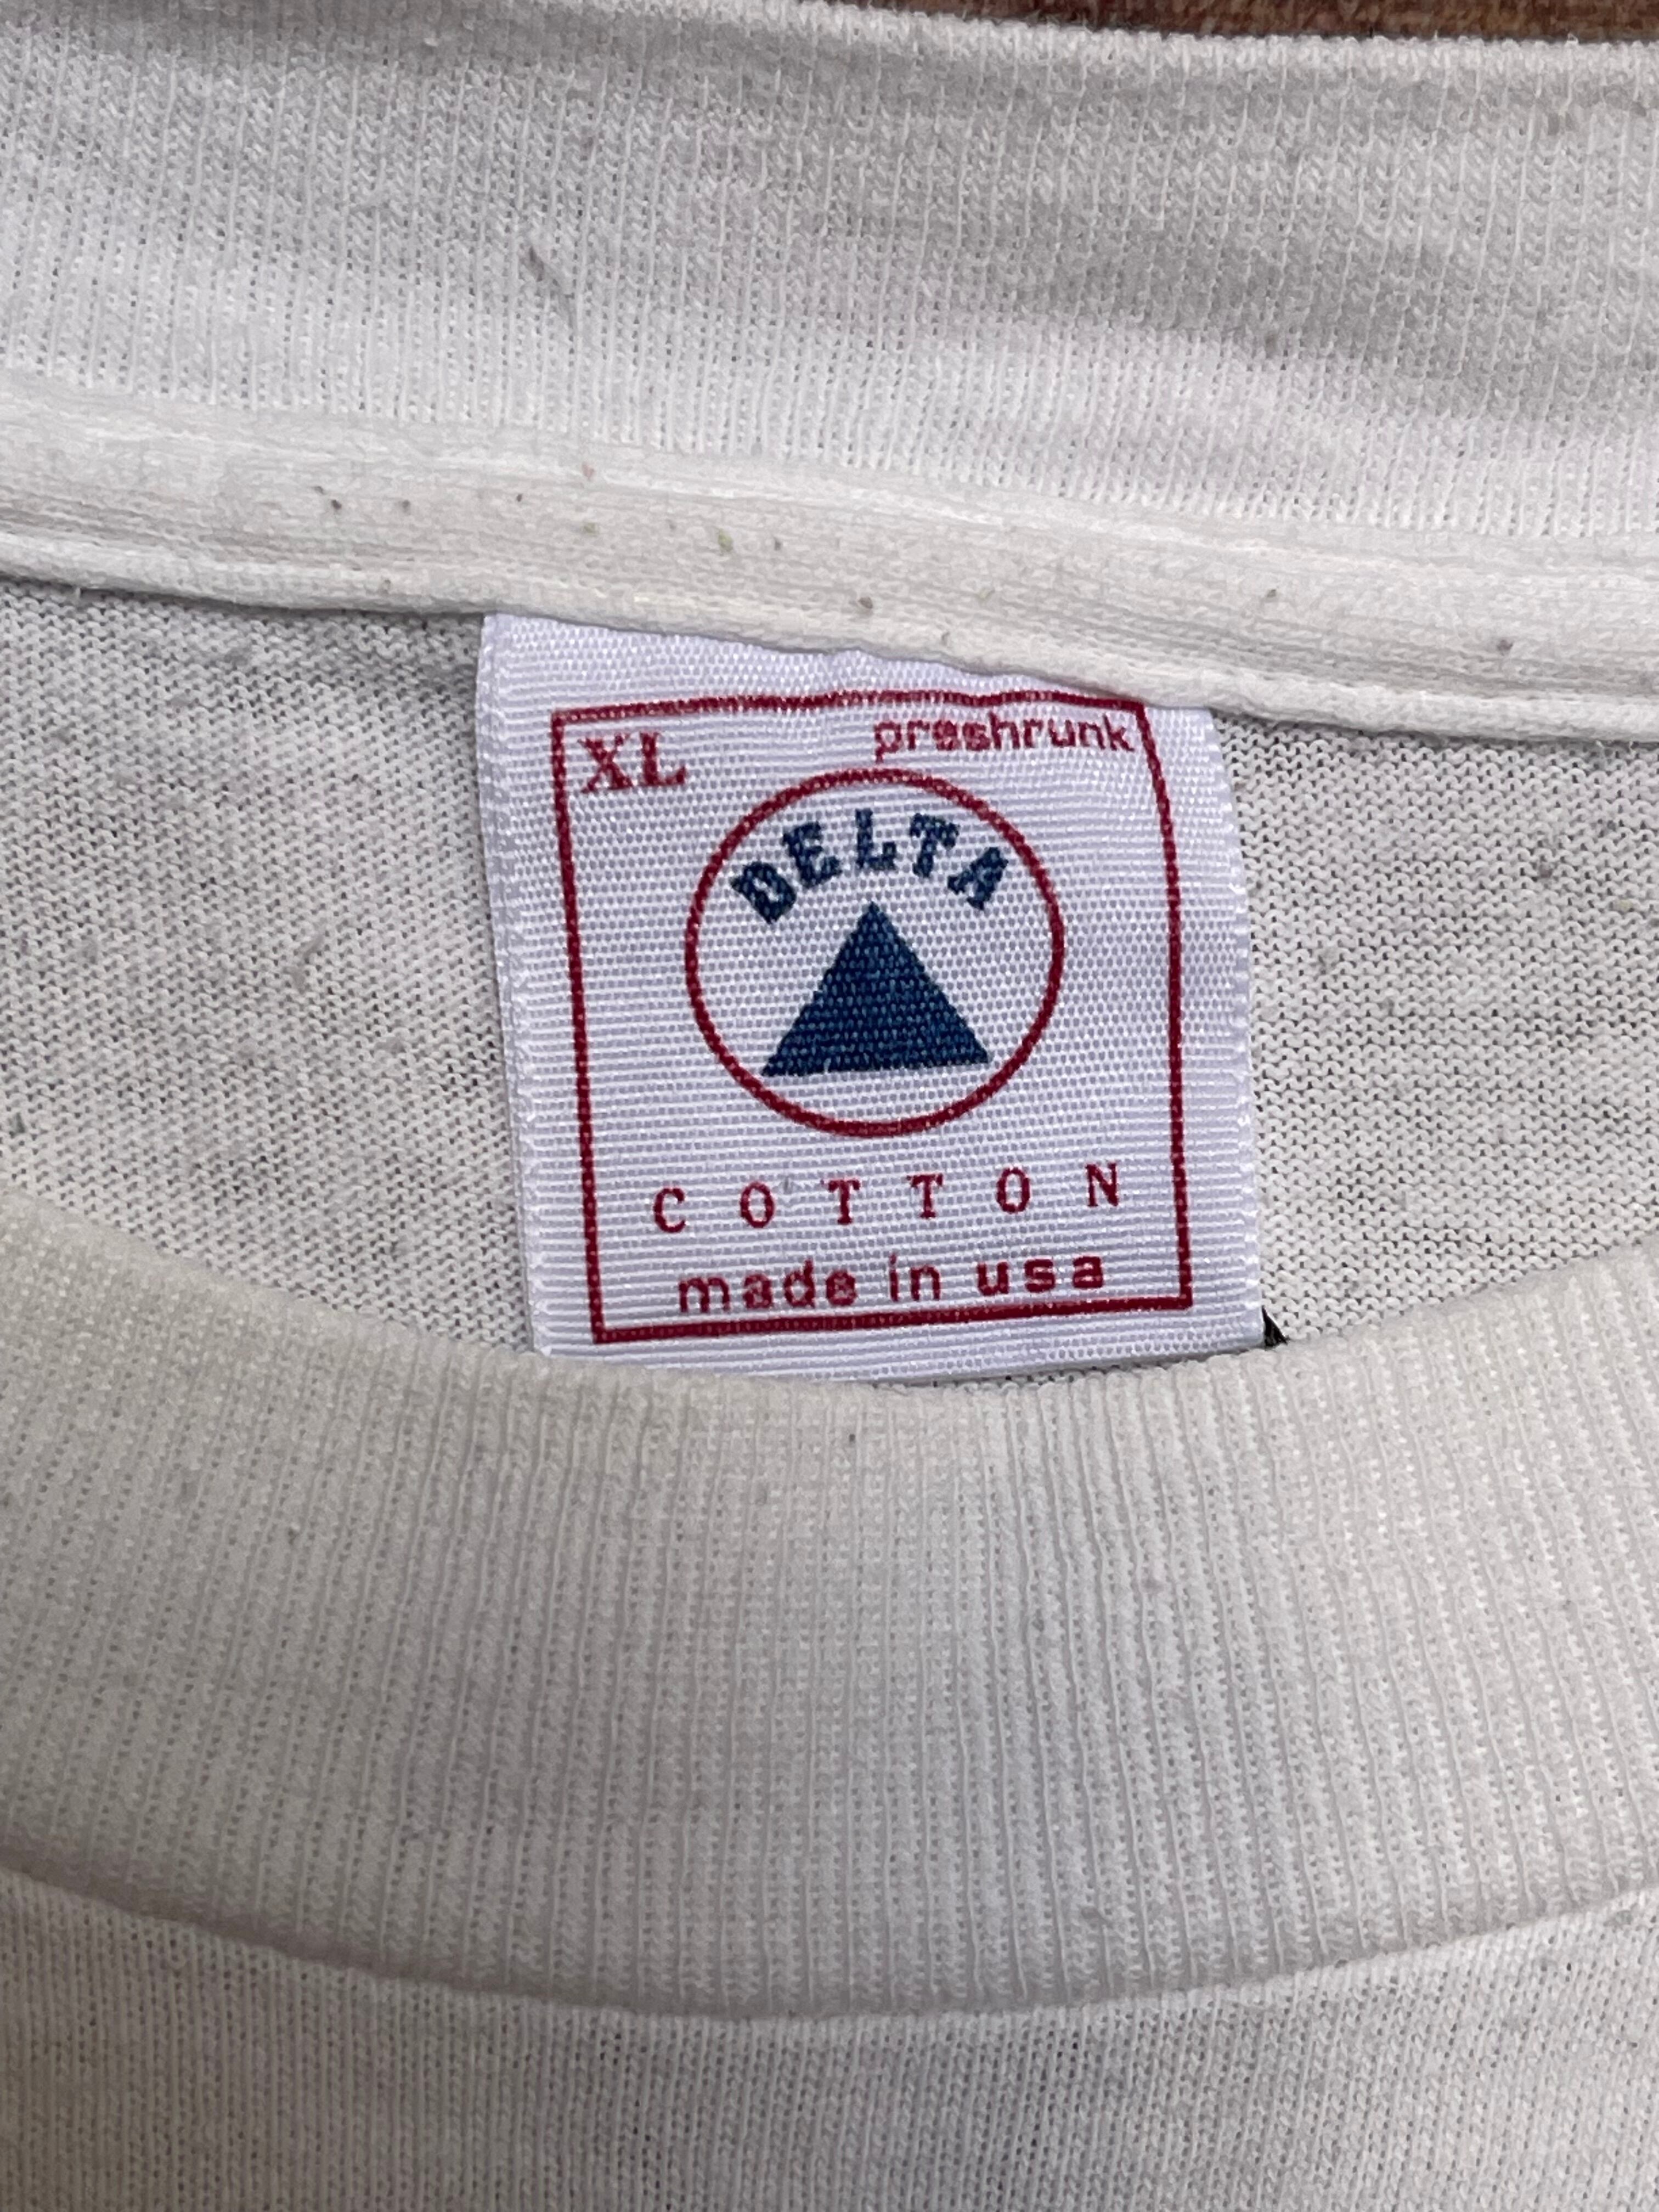 XL preshrunk
DELTA
COTTON
made in usa